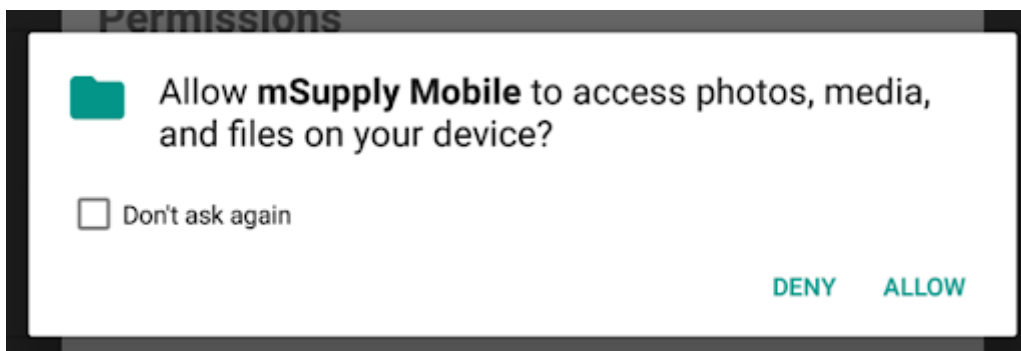 Permissions
Allow mSupply Mobile to access photos, media,
and files on your device?
Don't ask again
DENY ALLOW